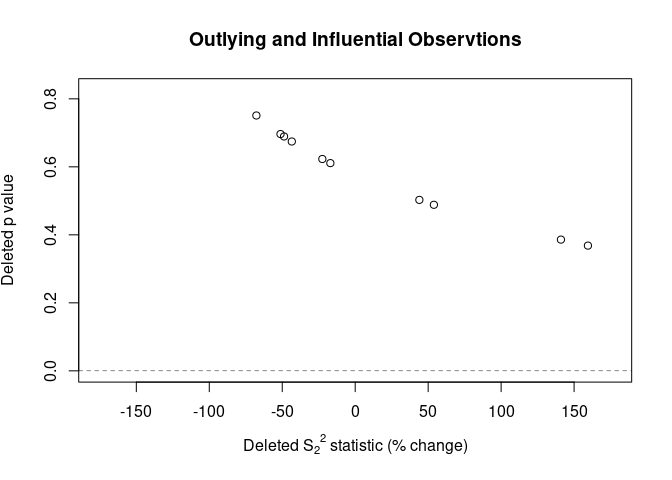 Outlying and Influential Observtions
0.8
0.6
0.4
0.2
0.0
Deleted p value
-150 -100 -50 0 50 100 150
Deleted S₂² statistic (% change)